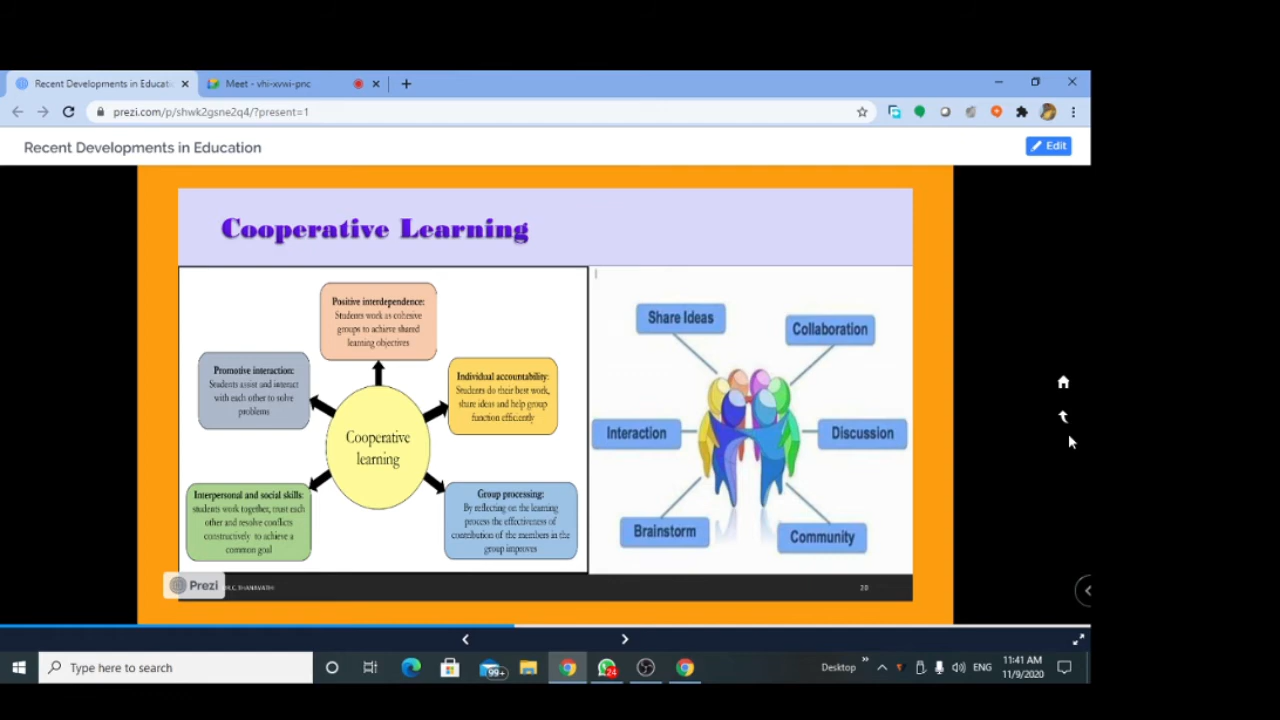 Recent Developments in Educati
Meet - vhi-xvwi-pnc
prezi.com/p/shwk2gsne2q4/?present=1
Recent Developments in Education
Edit
Cooperative Learning
Positive interdependence:
Students work as cohesive
groups to achieve shared
learning objectives
Promotive interaction:
Students assist and interact
with each other to solve
problems
Individual accountability:
Students do their best work,
share ideas and help group
function efficiently
Cooperative
learning
Interpersonal and social skills:
students work together, trust each
other and resolve conflicts
constructively to achieve a
common goal
Group processing:
By reflecting on the learning
process the effectiveness of
contribution of the members in the
group improves
Share Ideas
Collaboration
Interaction
Discussion
Brainstorm
Community
Prezi
C. THANAVATHI
20
Type here to search
99+
24
Desktop
ENG
11:41 AM
11/9/2020